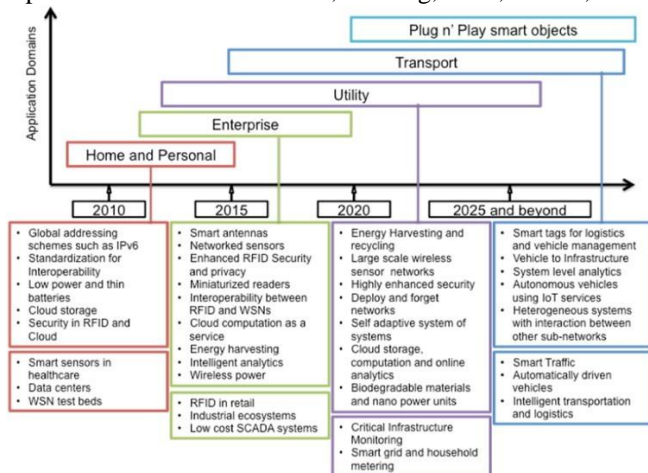 Plug n' Play smart objects
Transport
Utility
Enterprise
Home and Personal
Application Domains
2010
2015
2020
2025 and beyond
• Global addressing
schemes such as IPv6
• Standardization for
Interoperability
• Low power and thin
batteries
• Cloud storage
• Security in RFID and
Cloud
• Smart sensors in
healthcare
• Data centers
• WSN test beds
• Smart antennas
• Networked sensors
• Enhanced RFID Security
and privacy
• Miniaturized readers
• Interoperability between
RFID and WSNs
• Cloud computation as a
service
• Energy harvesting
• Intelligent analytics
• Wireless power
• RFID in retail
• Industrial ecosystems
• Low cost SCADA systems
• Energy Harvesting and
recycling
• Large scale wireless
sensor networks
• Highly enhanced security
• Deploy and forget
networks
• Self adaptive system of
systems
• Cloud storage,
computation and online
analytics
• Biodegradable materials
and nano power units
• Critical Infrastructure
Monitoring
• Smart grid and household
metering
• Smart tags for logistics
and vehicle management
• Vehicle to Infrastructure
• System level analytics
• Autonomous vehicles
using IoT services
• Heterogeneous systems
with interaction between
other sub-networks
• Smart Traffic
• Automatically driven
vehicles
• Intelligent transportation
and logistics